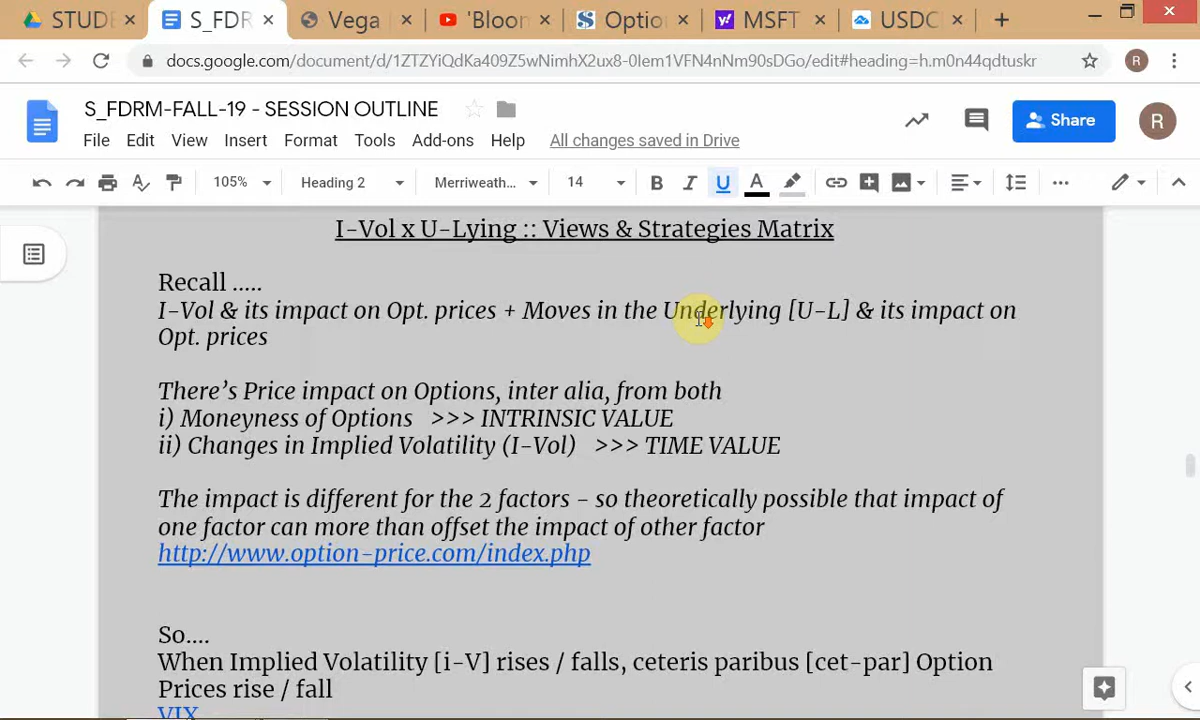 STUDE
S_FDR
Vega
'Bloon
Optio
MSFT
USDC
docs.google.com/document/d/1ZTZYiQdKa409Z5wNimhX2ux8-0lem1VFN4nNm90sDGo/edit#heading=h.m0n44qdtuskr
R
S_FDRM-FALL-19 - SESSION OUTLINE
File Edit View Insert Format Tools Add-ons Help All changes saved in Drive
Share
R
105% Heading 2 Merriweath... 14 B I U A
I-Vol x U-Lying :: Views & Strategies Matrix
Recall .....
I-Vol & its impact on Opt. prices + Moves in the Underlying [U-L] & its impact on
Opt. prices
There's Price impact on Options, inter alia, from both
i) Moneyness of Options >>> INTRINSIC VALUE
ii) Changes in Implied Volatility (I-Vol) >>> TIME VALUE
The impact is different for the 2 factors - so theoretically possible that impact of
one factor can more than offset the impact of other factor
http://www.option-price.com/index.php
So....
When Implied Volatility [i-V] rises / falls, ceteris paribus [cet-par] Option
Prices rise / fall
VIX